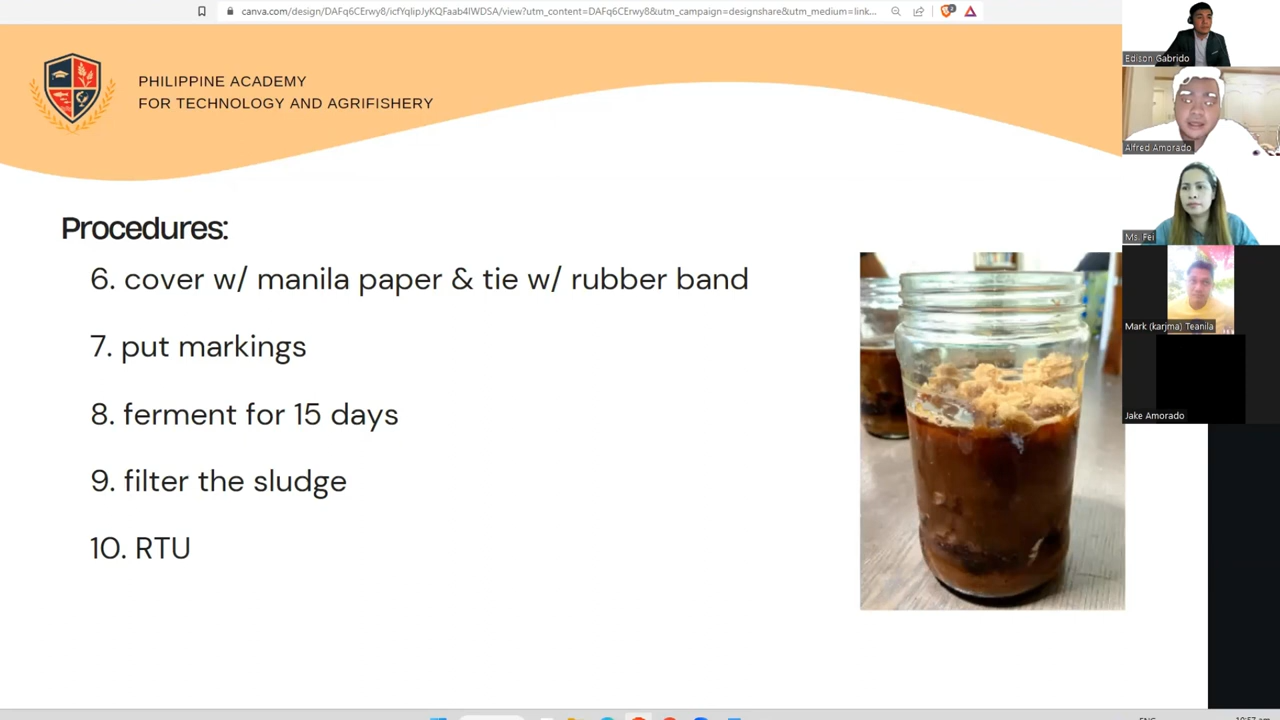 canva.com/design/DAFq6CErwy8/icfYqlipJyKQFaab4IWDSA/view?utm_content=DAFq6CErwy8&utm_campaign=designshare&utm_medium=link...
PHILIPPINE ACADEMY
FOR TECHNOLOGY AND AGRIFISHERY
Edison Gabrido
Alfred Amorado
Ms. Fei
Mark (karjma) Teanila
Jake Amorado
Procedures:
6. cover w/ manila paper & tie w/ rubber band
7. put markings
8. ferment for 15 days
9. filter the sludge
10. RTU